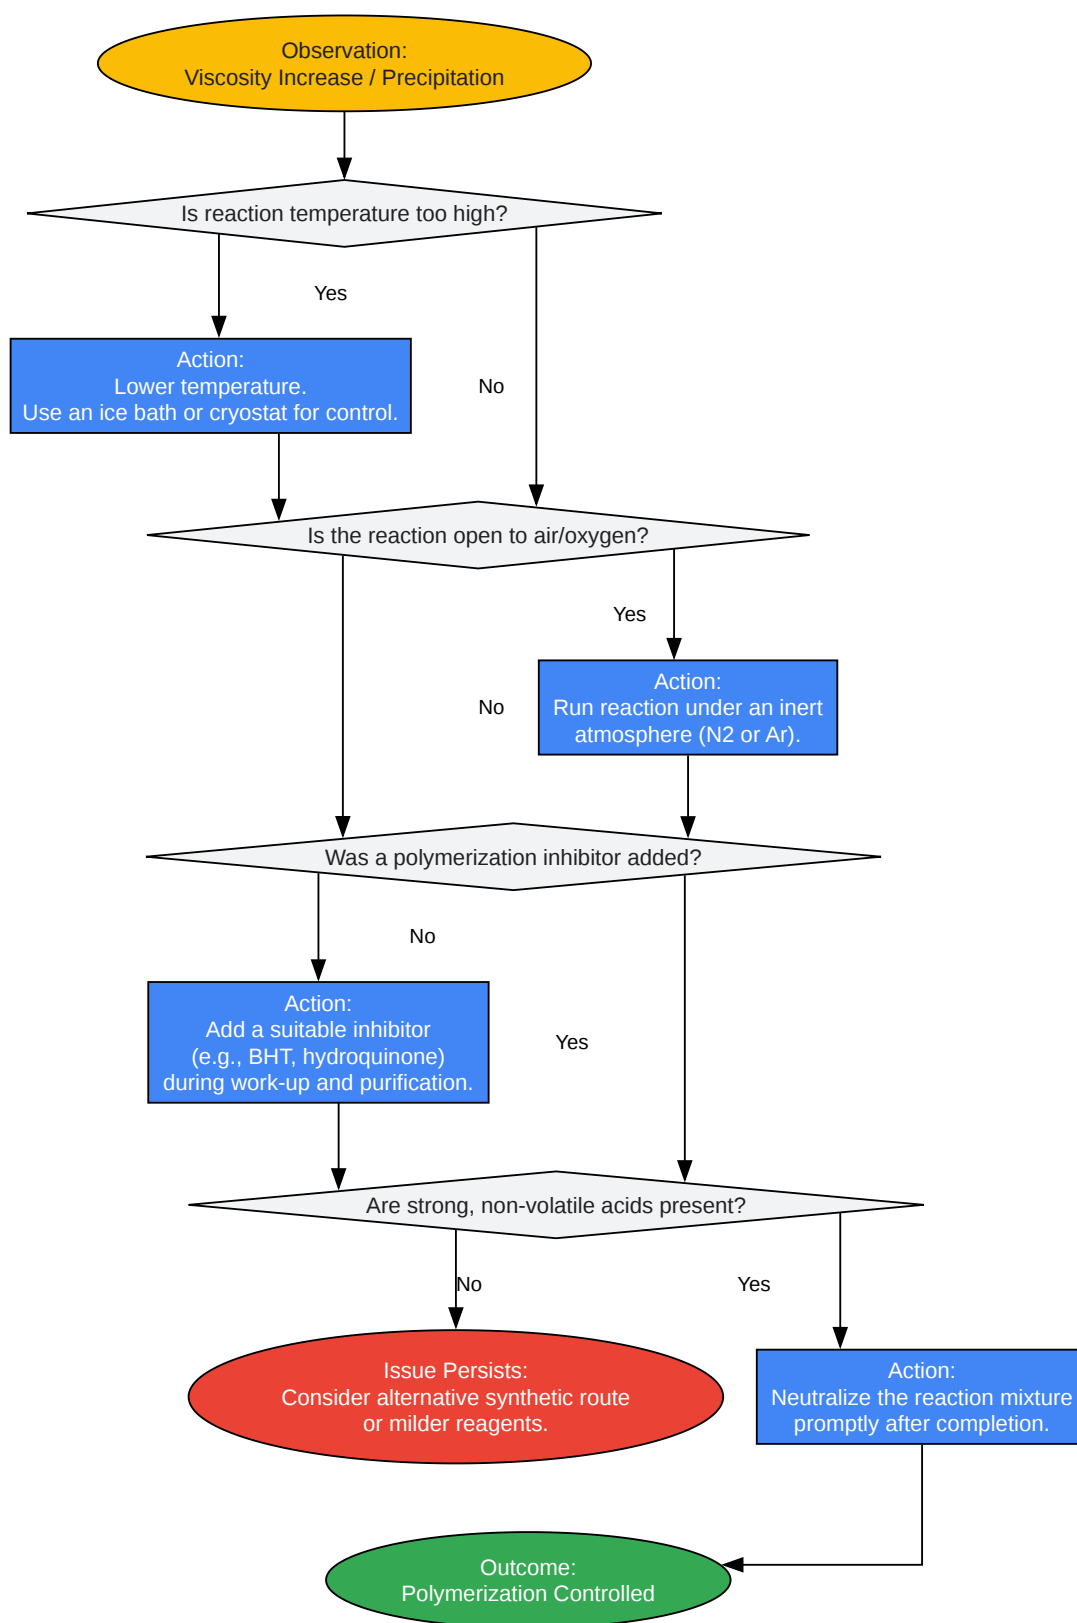 Observation:
Viscosity Increase / Precipitation
Is reaction temperature too high?
Yes
Action:
Lower temperature.
Use an ice bath or cryostat for control.
No
Is the reaction open to air/oxygen?
Yes
Action:
Run reaction under an inert
atmosphere (N2 or Ar).
No
Was a polymerization inhibitor added?
No
Action:
Add a suitable inhibitor
(e.g., BHT, hydroquinone)
during work-up and purification.
Yes
Are strong, non-volatile acids present?
No
Yes
Issue Persists:
Consider alternative synthetic route
or milder reagents.
Action:
Neutralize the reaction mixture
promptly after completion.
Outcome:
Polymerization Controlled